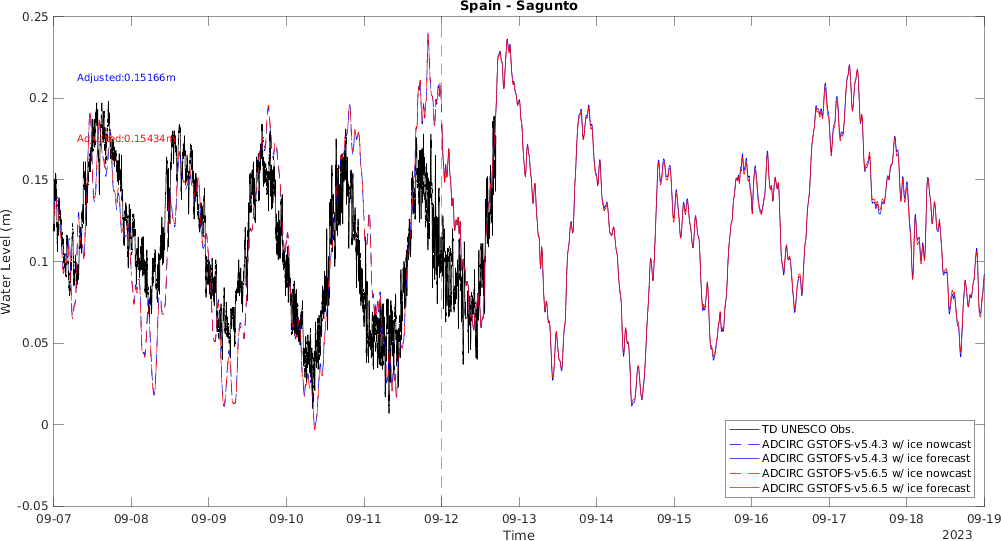 Spain - Sagunto
0.25
0.2
0.15
0.1
0.05
0
-0.05
Water Level (m)
Adjusted:0.15166m
Adjusted:0.15434m
TD UNESCO Obs.
ADCIRC GSTOFS-v5.4.3 w/ ice nowcast
ADCIRC GSTOFS-v5.4.3 w/ ice forecast
ADCIRC GSTOFS-v5.6.5 w/ ice nowcast
ADCIRC GSTOFS-v5.6.5 w/ ice forecast
09-07 09-08 09-09 09-10 09-11 09-12 09-13 09-14 09-15 09-16 09-17 09-18 09-19
Time
2023